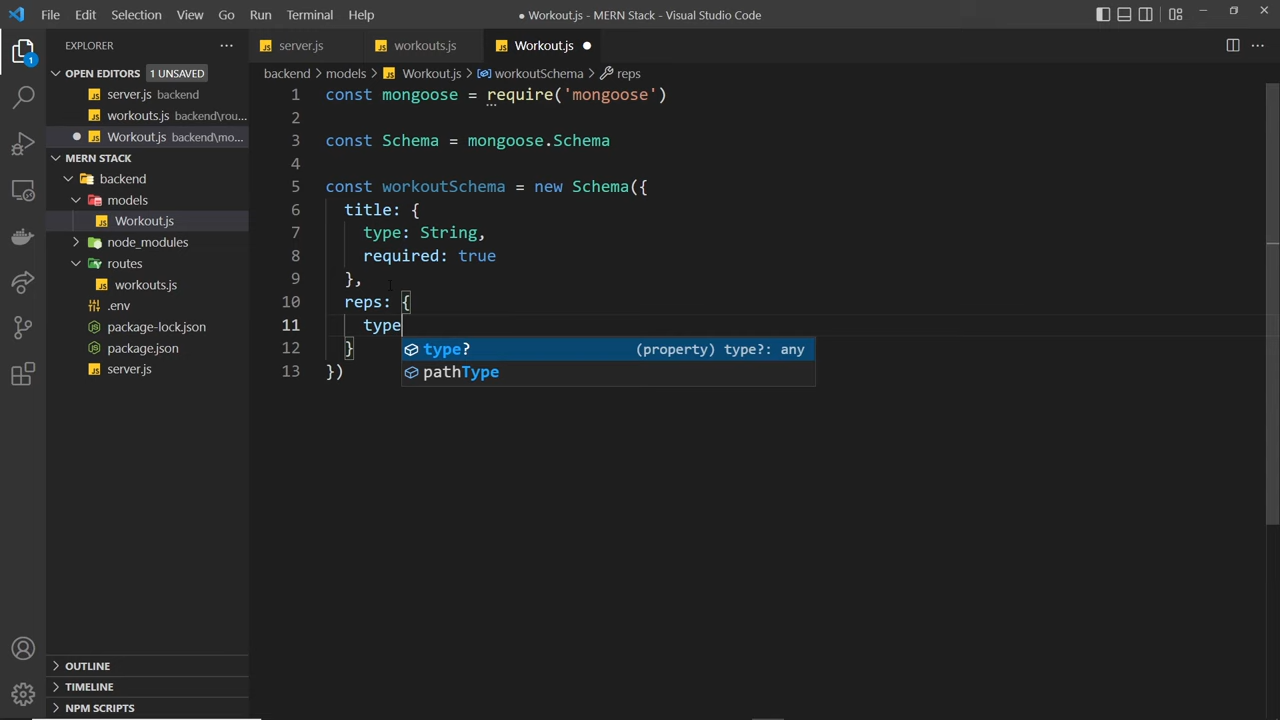 File Edit Selection View Go Run Terminal Help
● Workout.js - MERN Stack - Visual Studio Code
EXPLORER
server.js
workouts.js
Workout.js
OPEN EDITORS 1 UNSAVED
server.js backend
workouts.js backend\rou...
Workout.js backend\mo...
MERN STACK
backend
models
Workout.js
node_modules
routes
workouts.js
.env
package-lock.json
package.json
server.js
OUTLINE
TIMELINE
NPM SCRIPTS
1
backend > models > Workout.js > workoutSchema > reps
1 const mongoose = require('mongoose')
2
3 const Schema = mongoose.Schema
4
5 const workoutSchema = new Schema({
6 title: {
7 type: String,
8 required: true
9 },
10 reps: {
11 type
12 }
13 })
type? (property) type?: any
pathType